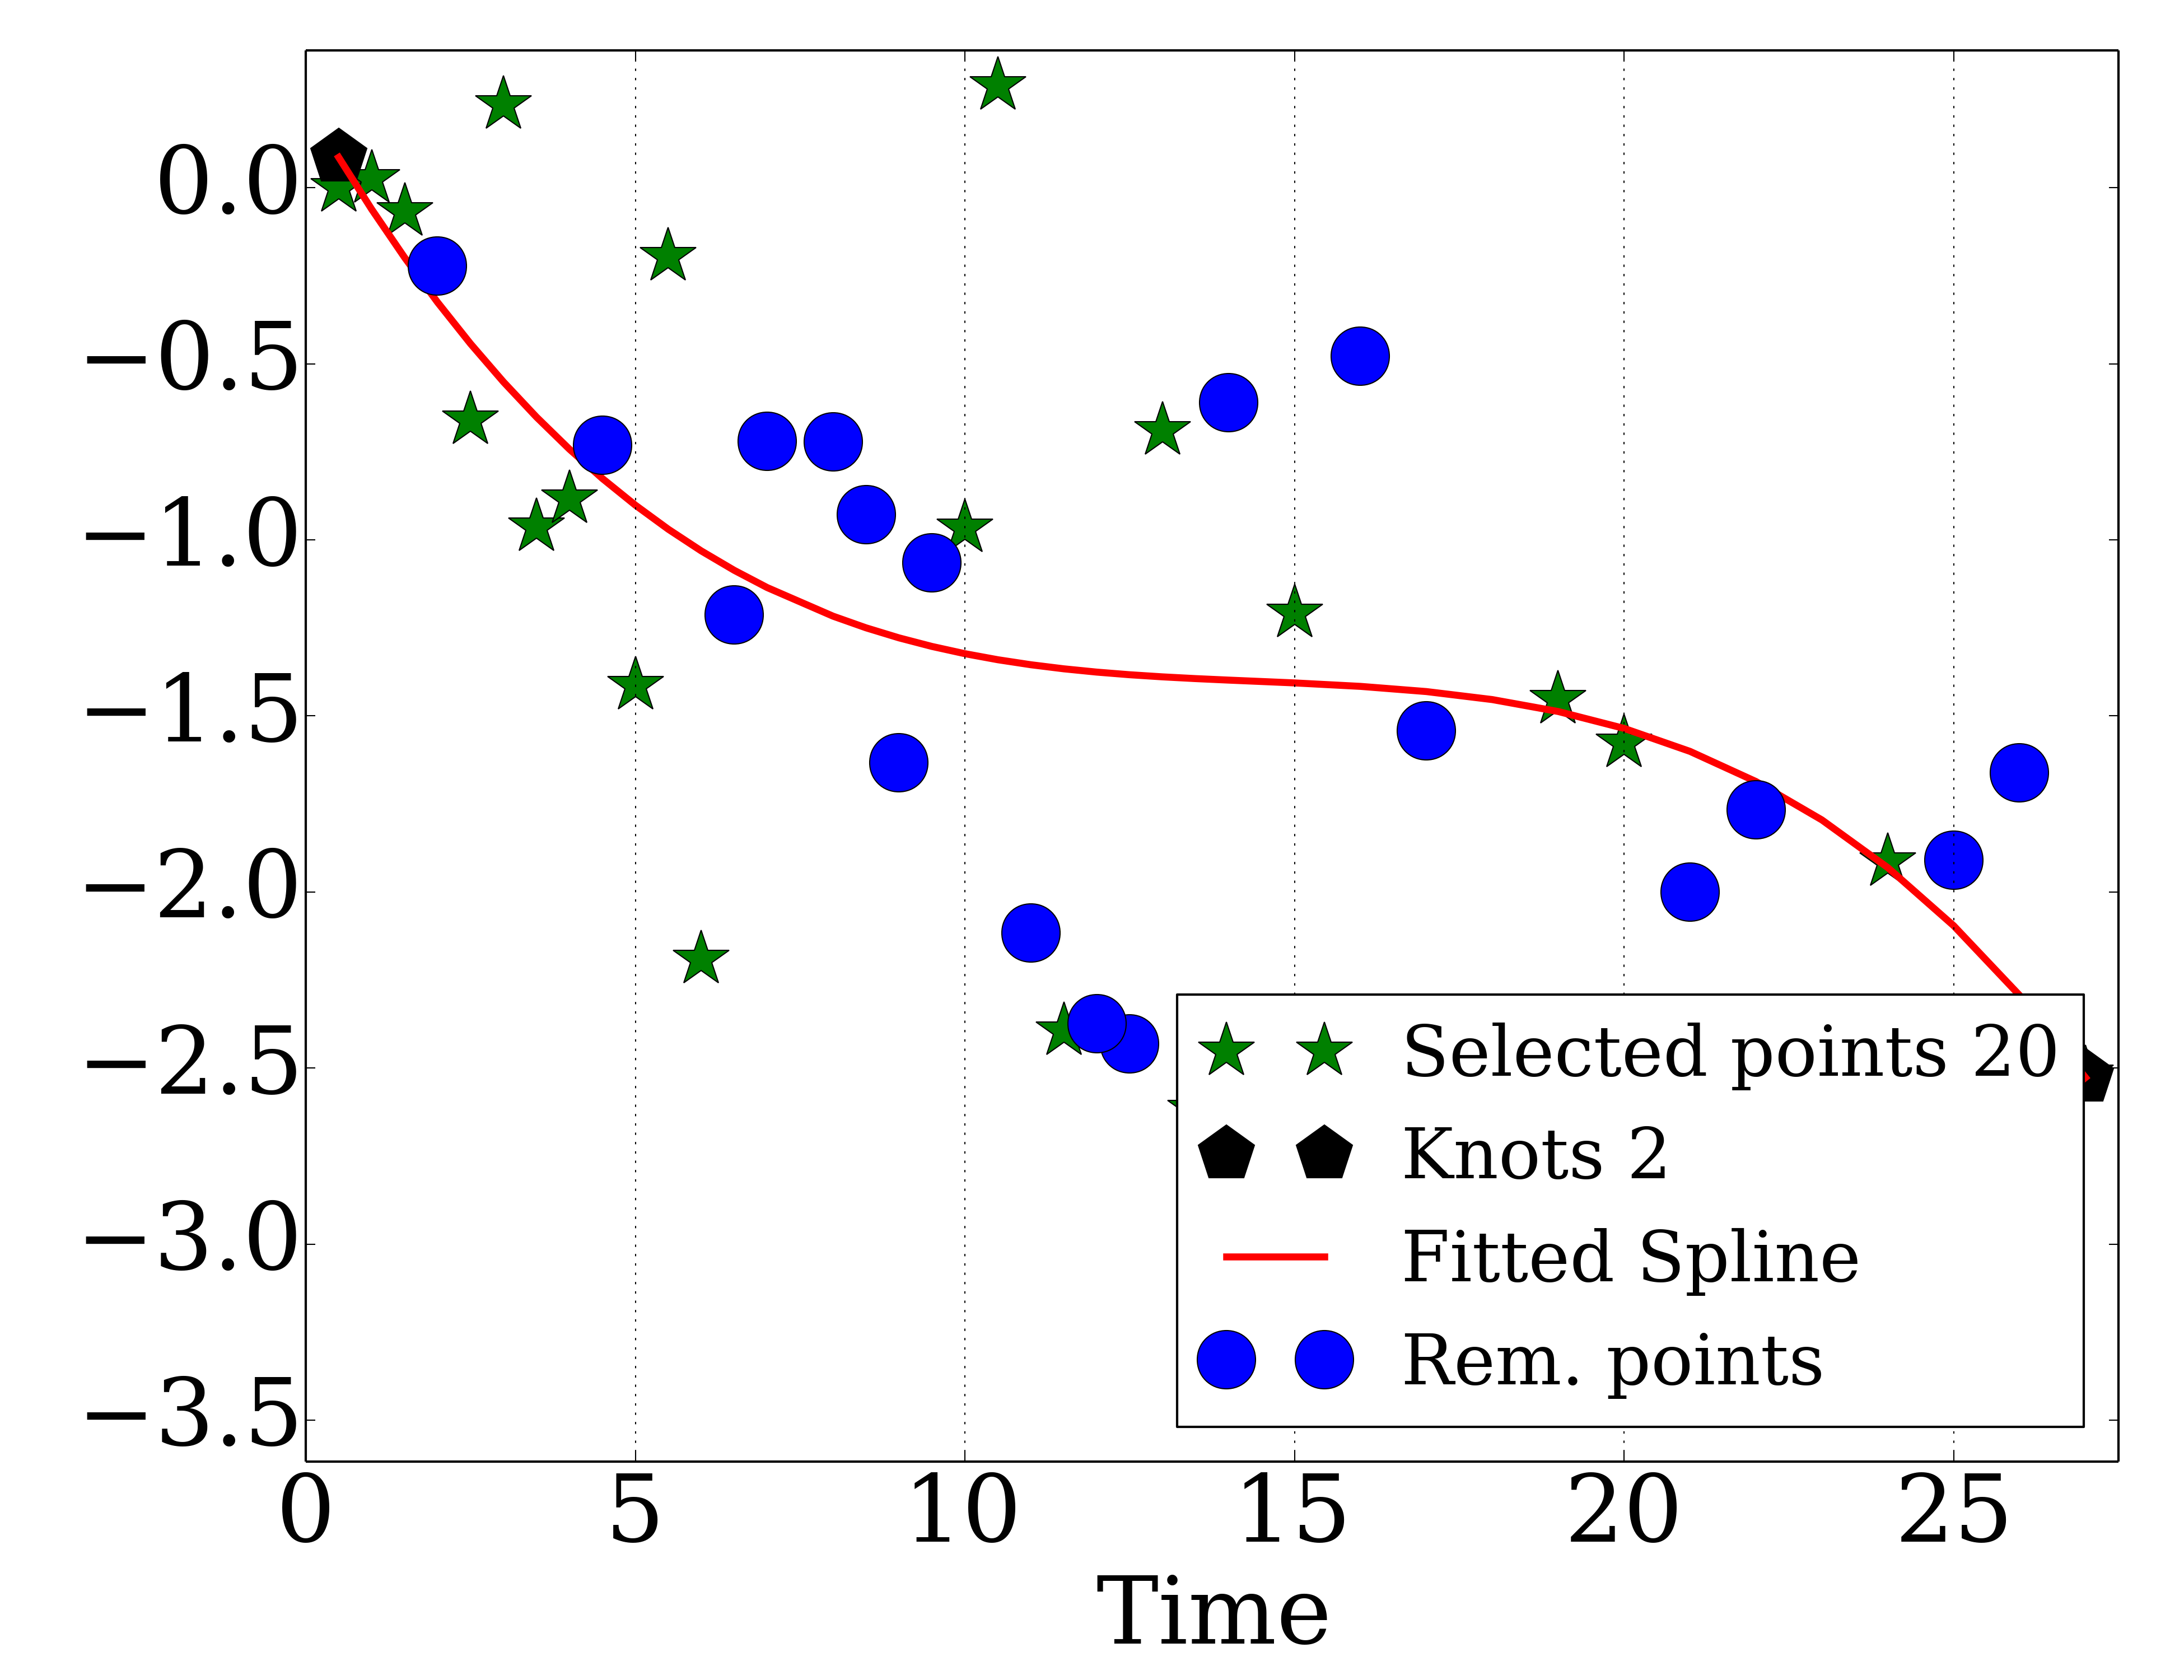 0.0
−0.5
−1.0
−1.5
−2.0
−2.5
−3.0
−3.5
Selected points 20
Knots 2
Fitted Spline
Rem. points
0 5 10 15 20 25
Time